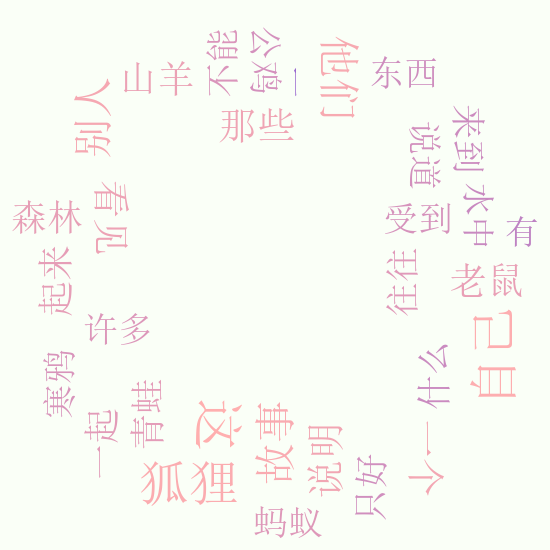 不能
公鸡
一
他们
山羊
东西
别人
那些
来到
说道
水中
看见
森林
受到
有
起来
往往
老鼠
许多
自己
寒鸦
什么
青蛙
一起
这
故事
说明
一个
狐狸
只好
蚂蚁